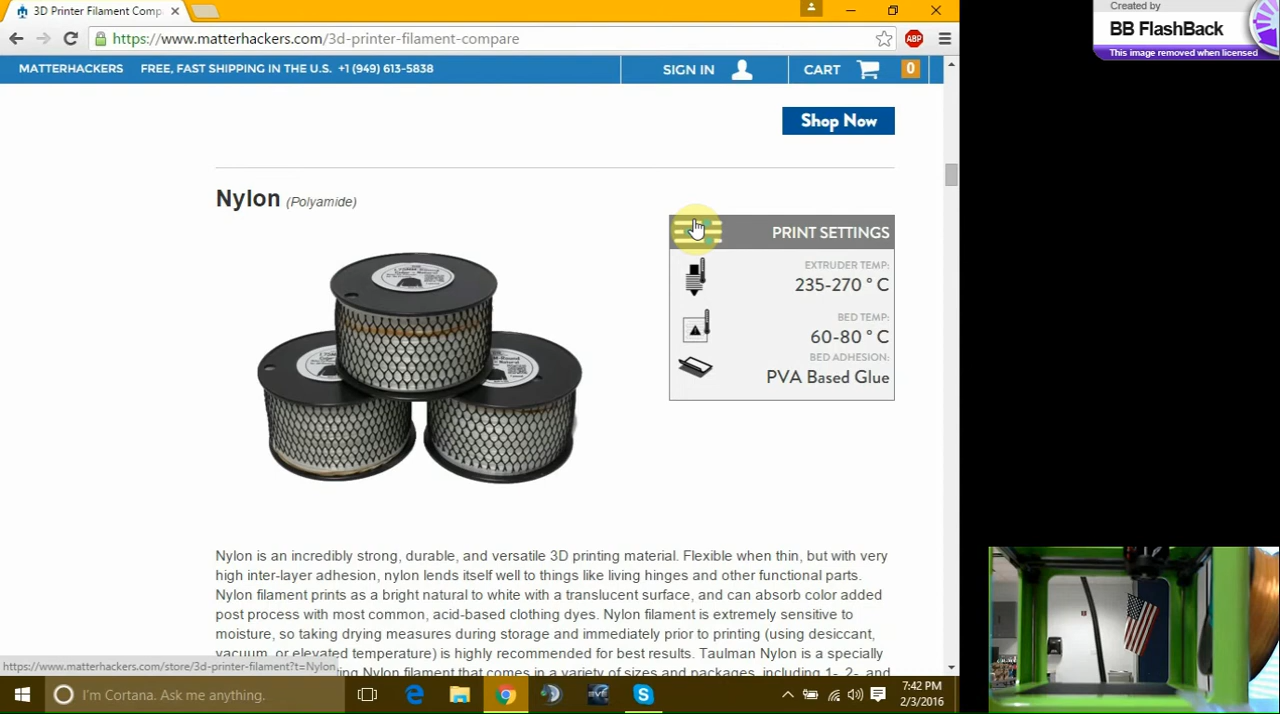 3D Printer Filament Comp
Created by
BB FlashBack
This image removed when licensed
https://www.matterhackers.com/3d-printer-filament-compare
ABP
MATTERHACKERS FREE, FAST SHIPPING IN THE U.S. +1 (949) 613-5838 SIGN IN CART 0
Shop Now
Nylon (Polyamide)
PRINT SETTINGS
EXTRUDER TEMP:
235-270 ° C
BED TEMP:
60-80 ° C
BED ADHESION:
PVA Based Glue
Nylon is an incredibly strong, durable, and versatile 3D printing material. Flexible when thin, but with very
high inter-layer adhesion, nylon lends itself well to things like living hinges and other functional parts.
Nylon filament prints as a bright natural to white with a translucent surface, and can absorb color added
post process with most common, acid-based clothing dyes. Nylon filament is extremely sensitive to
moisture, so taking drying measures during storage and immediately prior to printing (using desiccant,
vacuum, or elevated temperature) is highly recommended for best results. Taulman Nylon is a specially
https://www.matterhackers.com/store/3d-printer-filament?t=Nylon
ting Nylon filament that comes in a variety of sizes and packages, including 1-, 2-, and
I'm Cortana. Ask me anything.
7:42 PM
2/3/2016